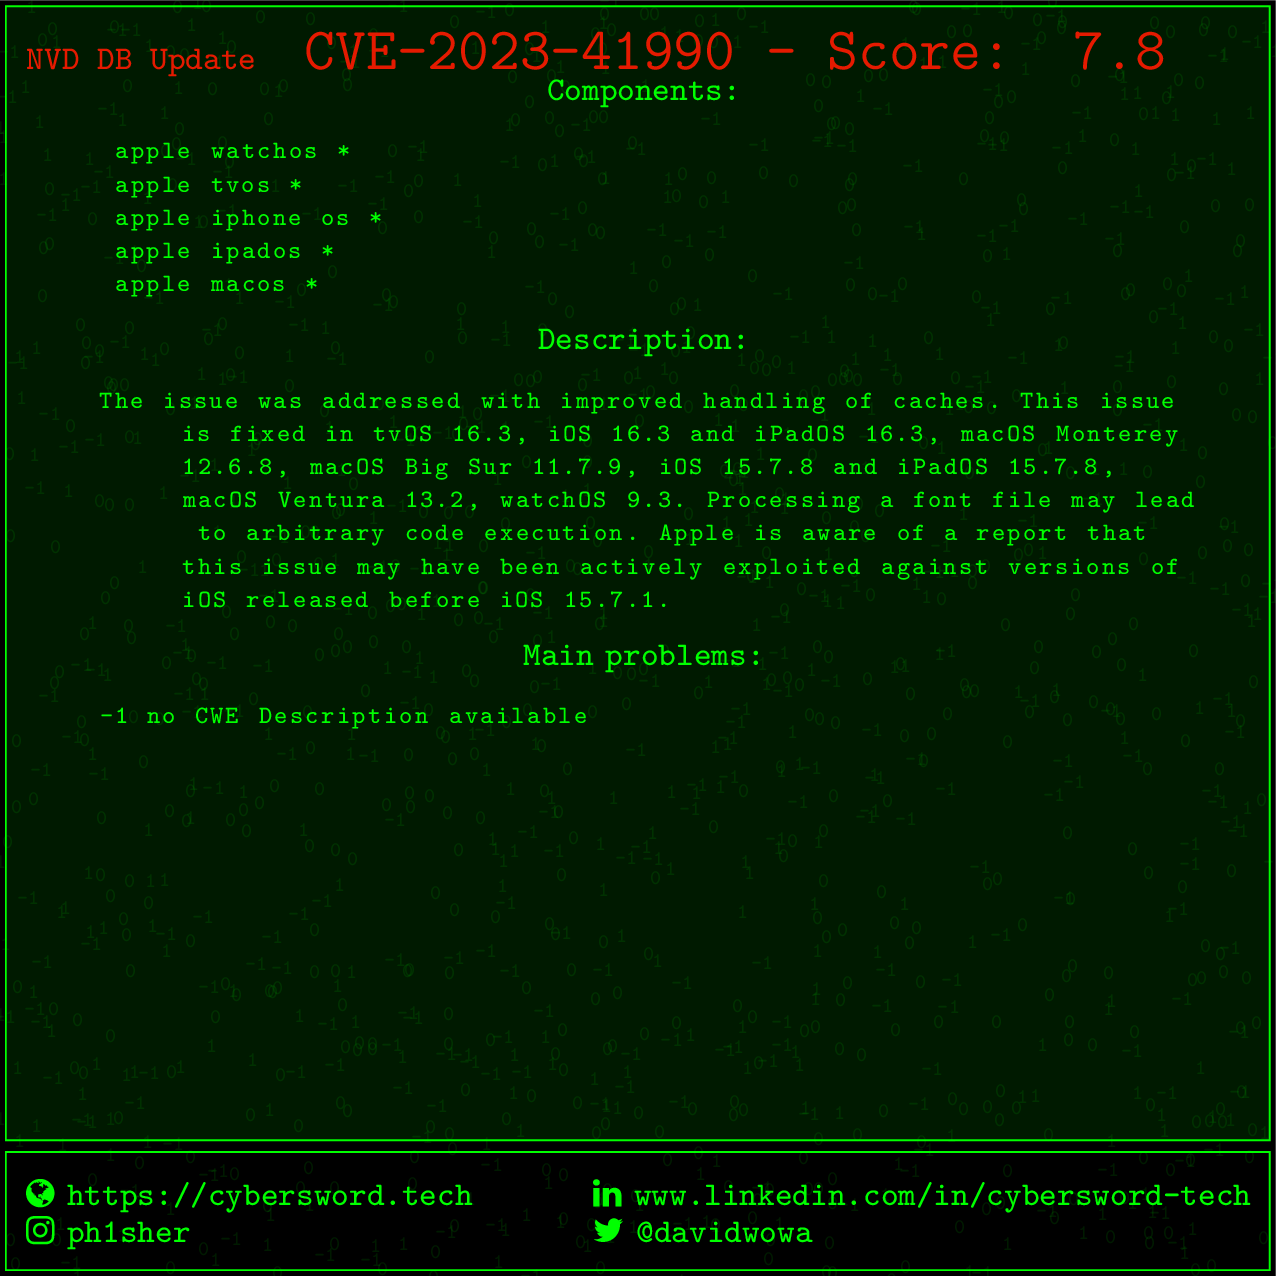 NVD DB Update CVE-2023-41990 - Score: 7.8
Components:
apple watchos *
apple tvos *
apple iphone os *
apple ipados *
apple macos *
Description:
The issue was addressed with improved handling of caches. This issue
is fixed in tvOS 16.3, iOS 16.3 and iPadOS 16.3, macOS Monterey
12.6.8, macOS Big Sur 11.7.9, iOS 15.7.8 and iPadOS 15.7.8,
macOS Ventura 13.2, watchOS 9.3. Processing a font file may lead
to arbitrary code execution. Apple is aware of a report that
this issue may have been actively exploited against versions of
iOS released before iOS 15.7.1.
Main problems:
-1 no CWE Description available
https://cybersword.tech www.linkedin.com/in/cybersword-tech
ph1sher @davidwowa